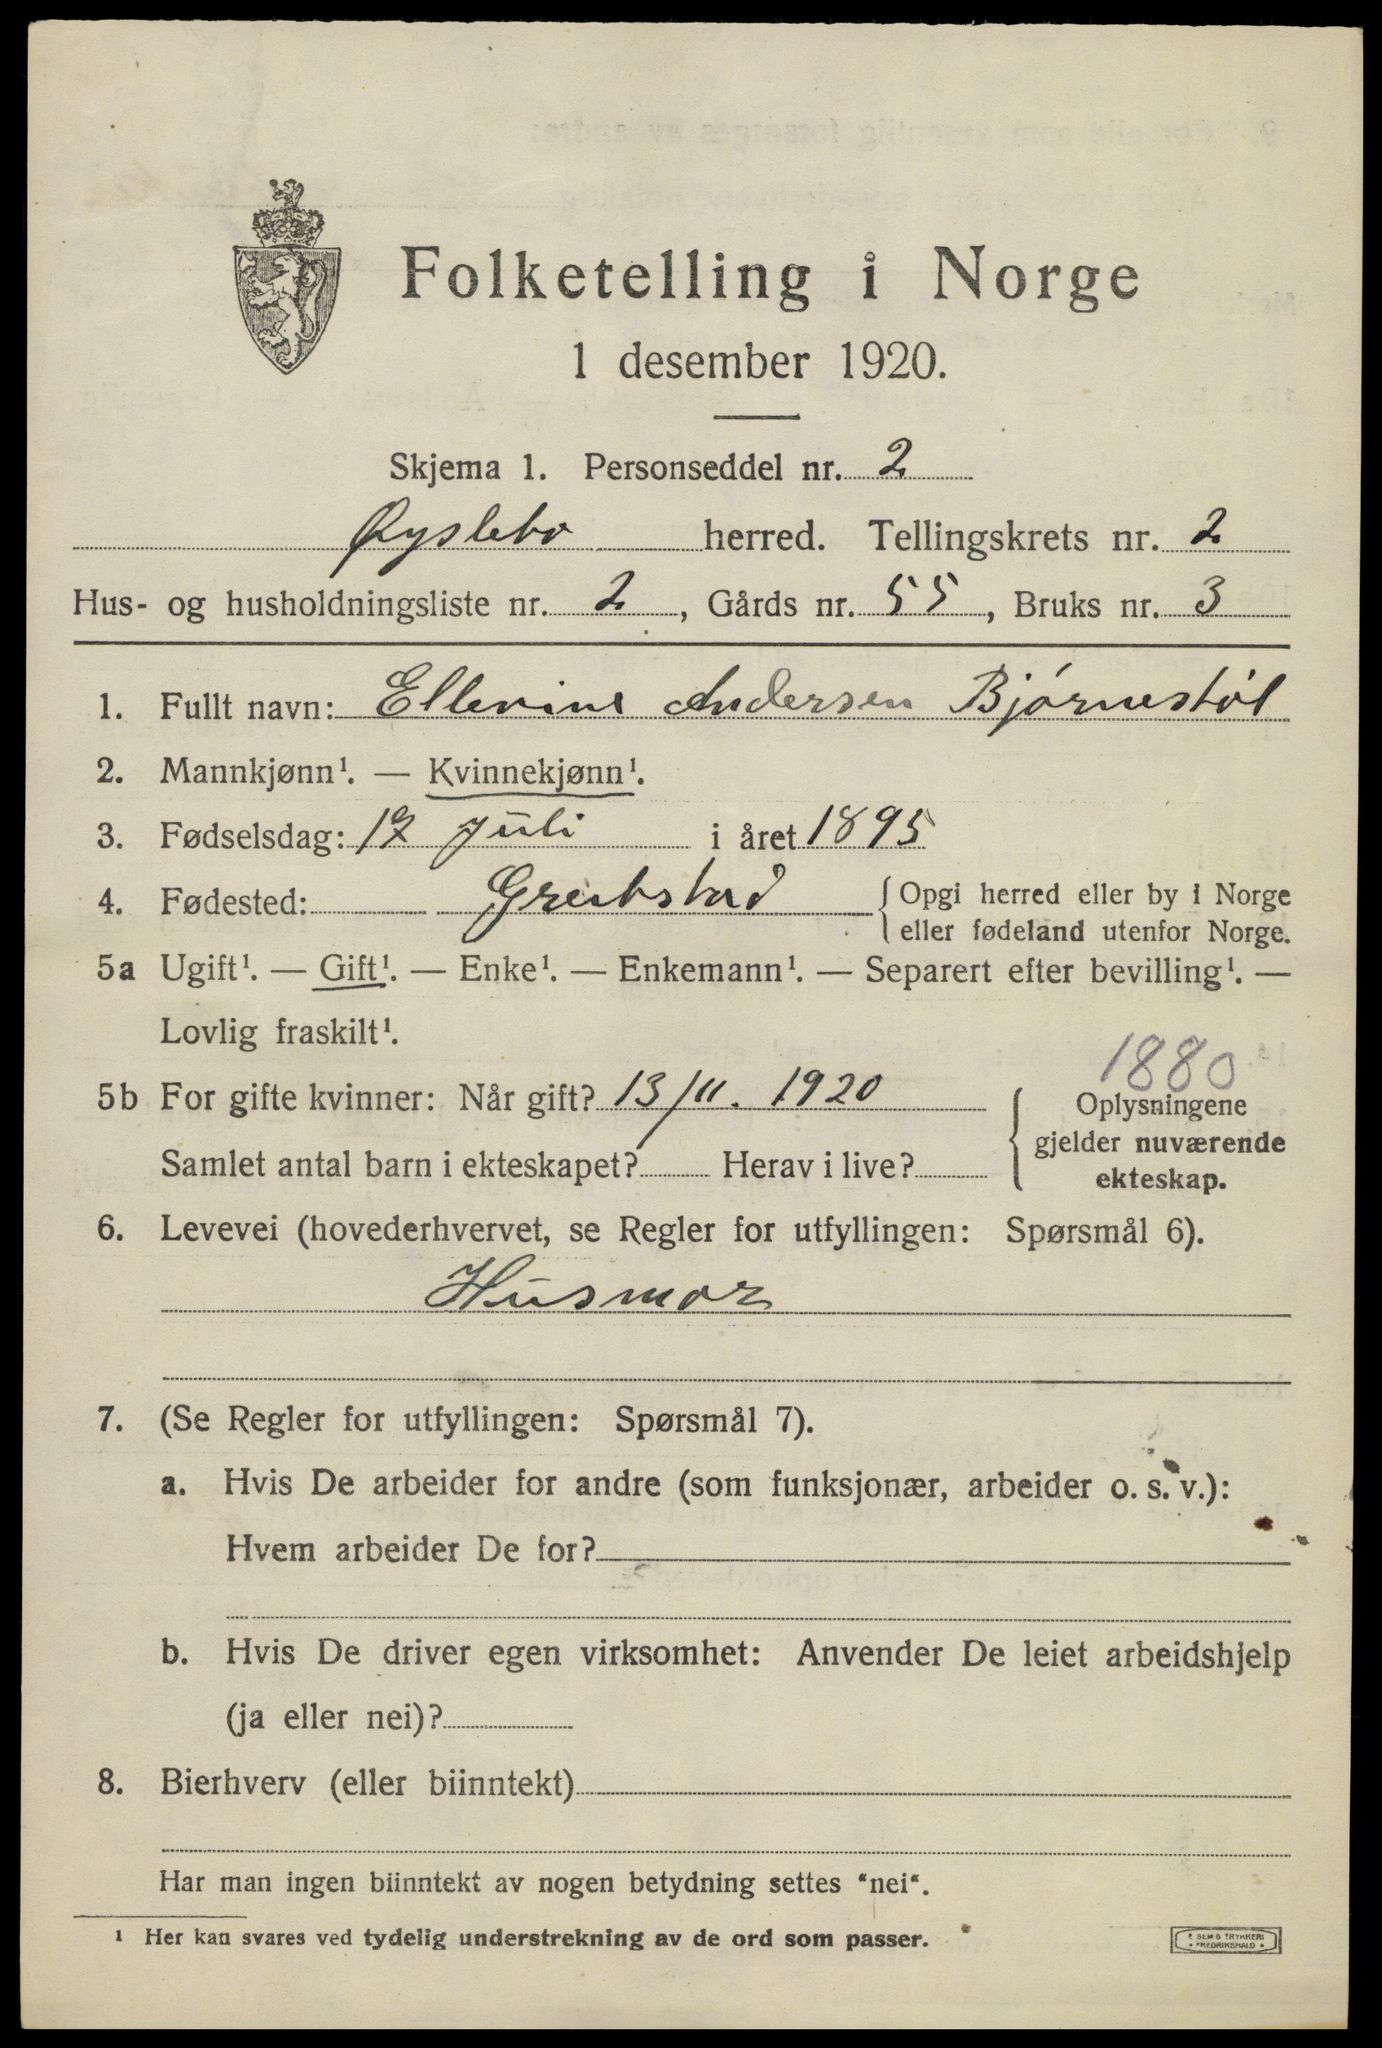 Folketelling i Norge
1 desember 1920.
Skjema 1. Personseddel nr. 2
Øyslebø herred. Tellingskrets nr. 2
Hus- og husholdningsliste nr. 2, Gårds nr. 55, Bruks nr. 3
1. Fullt navn: Ellevine Andersen Bjørnestøl
2. Mannkjønn¹. — Kvinnekjønn¹.
3. Fødselsdag: 17 juli i året 1895
4. Fødested: Greibstad { Opgi herred eller by i Norge
eller fødeland utenfor Norge.
5a Ugift¹. — Gift¹. — Enke¹. — Enkemann¹. — Separert efter bevilling¹. —
Lovlig fraskilt¹.
1880
5b For gifte kvinner: Når gift? 13/11. 1920 { Oplysningene
gjelder nuværende
Samlet antal barn i ekteskapet? Herav i live?
ekteskap.
6. Levevei (hovederhvervet, se Regler for utfyllingen: Spørsmål 6).
Husmor
7. (Se Regler for utfyllingen: Spørsmål 7).
a. Hvis De arbeider for andre (som funksjonær, arbeider o. s. v.):
Hvem arbeider De for?
b. Hvis De driver egen virksomhet: Anvender De leiet arbeidshjelp
(ja eller nei)?
8. Bierhverv (eller biinntekt)
Har man ingen biinntekt av nogen betydning settes "nei".
¹ Her kan svares ved tydelig understrekning av de ord som passer.
SEM & TRYKKERI
FREDRIKSHALD